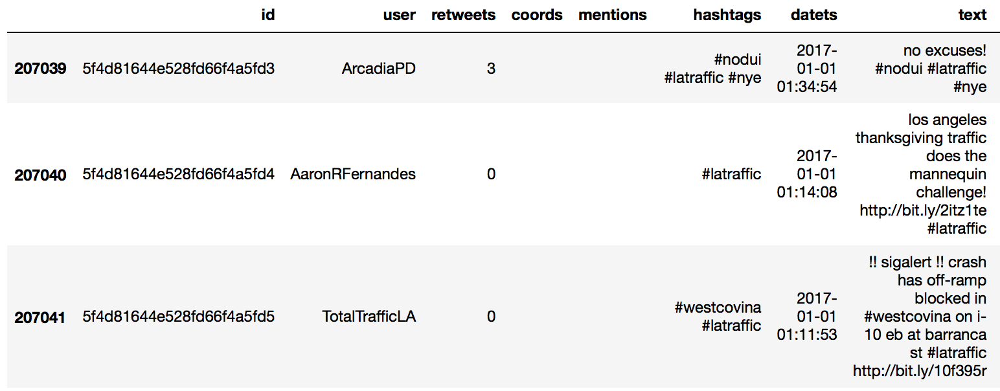 id user retweets coords mentions hashtags datets text
207039 5f4d81644e528fd66f4a5fd3 ArcadiaPD 3 #nodui
#latraffic #nye 2017-
01-01
01:34:54 no excuses!
#nodui #latraffic
#nye
207040 5f4d81644e528fd66f4a5fd4 AaronRFernandes 0 #latraffic 2017-
01-01
01:14:08 los angeles
thanksgiving traffic
does the
mannequin
challenge!
http://bit.ly/2itz1te
#latraffic
207041 5f4d81644e528fd66f4a5fd5 TotalTrafficLA 0 #westcovina
#latraffic 2017-
01-01
01:11:53 !! sigalert !! crash
has off-ramp
blocked in
#westcovina on i-
10 eb at barranca
st #latraffic
http://bit.ly/10f395r